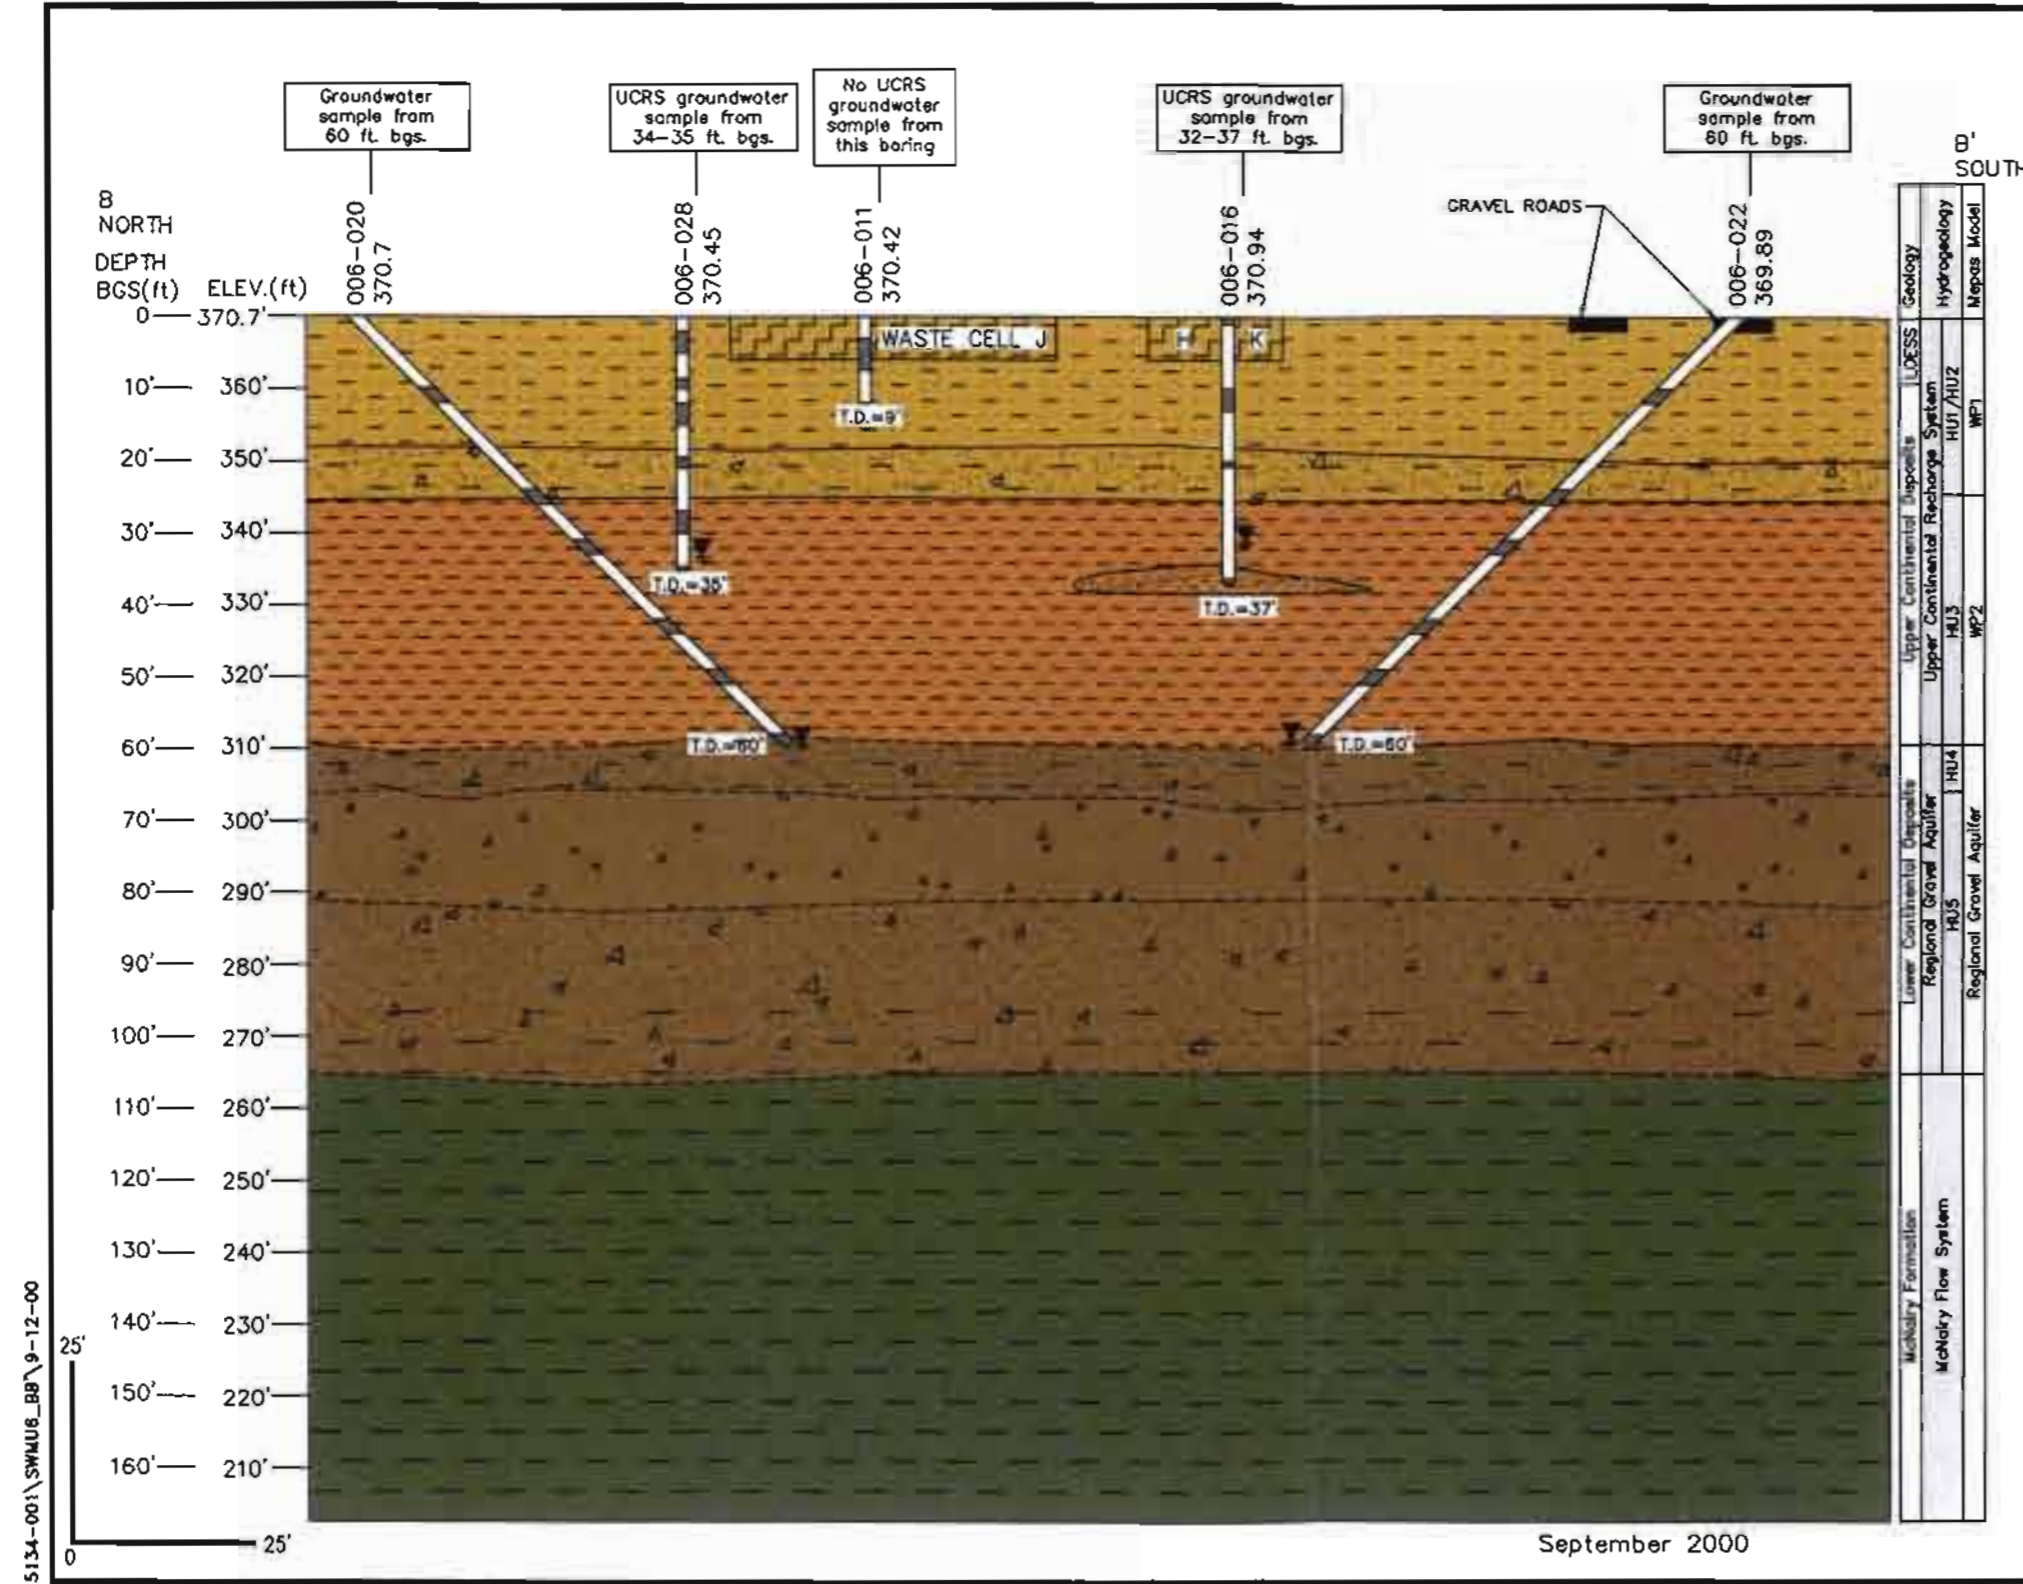 Groundwater
sample from
60 ft. bgs.
UCRS groundwater
sample from
34-35 ft. bgs.
No UCRS
groundwater
sample from
this boring
UCRS groundwater
sample from
32-37 ft. bgs.
Groundwater
sample from
60 ft. bgs.
B
NORTH
B'
SOUTH
DEPTH
BGS(ft)
ELEV.(ft)
006-020
370.7
006-028
370.45
006-011
370.42
006-016
370.94
GRAVEL ROADS
006-022
369.89
0
370.7'
10'
360'
20'
350'
30'
340'
40'
330'
50'
320'
60'
310'
70'
300'
80'
290'
90'
280'
100'
270'
110'
260'
120'
250'
130'
240'
140'
230'
150'
220'
160'
210'
WASTE CELL J
H
K
T.D.=9'
T.D.=37'
T.D.=60'
T.D.=60'
Geology
Hydrogeology
Mepas Model
LOESS
Upper Continental Deposits
Upper Continental Recharge System
HU1/HU2
WP1
HU3
WP2
Lower Continental Deposits
Regional Gravel Aquifer
HU4
HU5
Regional Gravel Aquifer
McNairy Formation
McNairy Flow System
25'
0
25'
September 2000
5134-001\SWMU6_BB\9-12-00